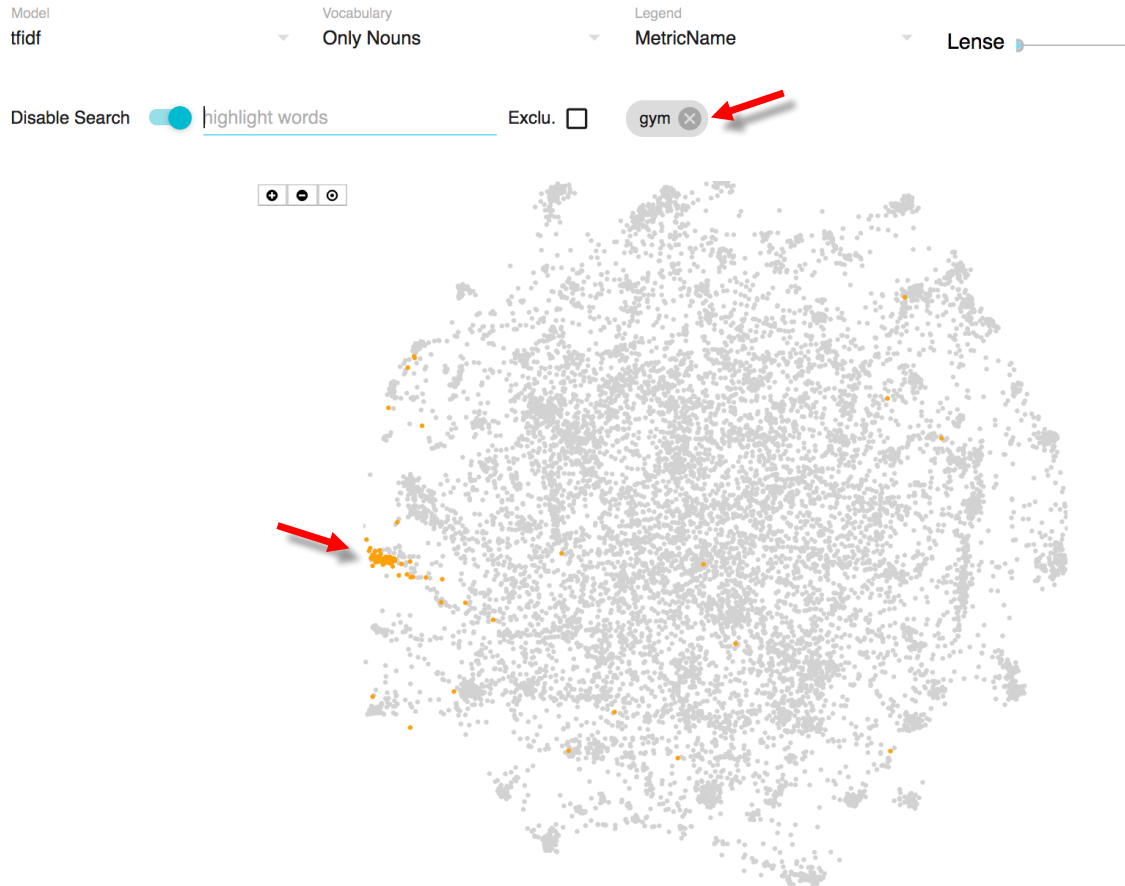 Model Vocabulary Legend
tfidf Only Nouns MetricName Lense
Disable Search highlight words Exclu. gym